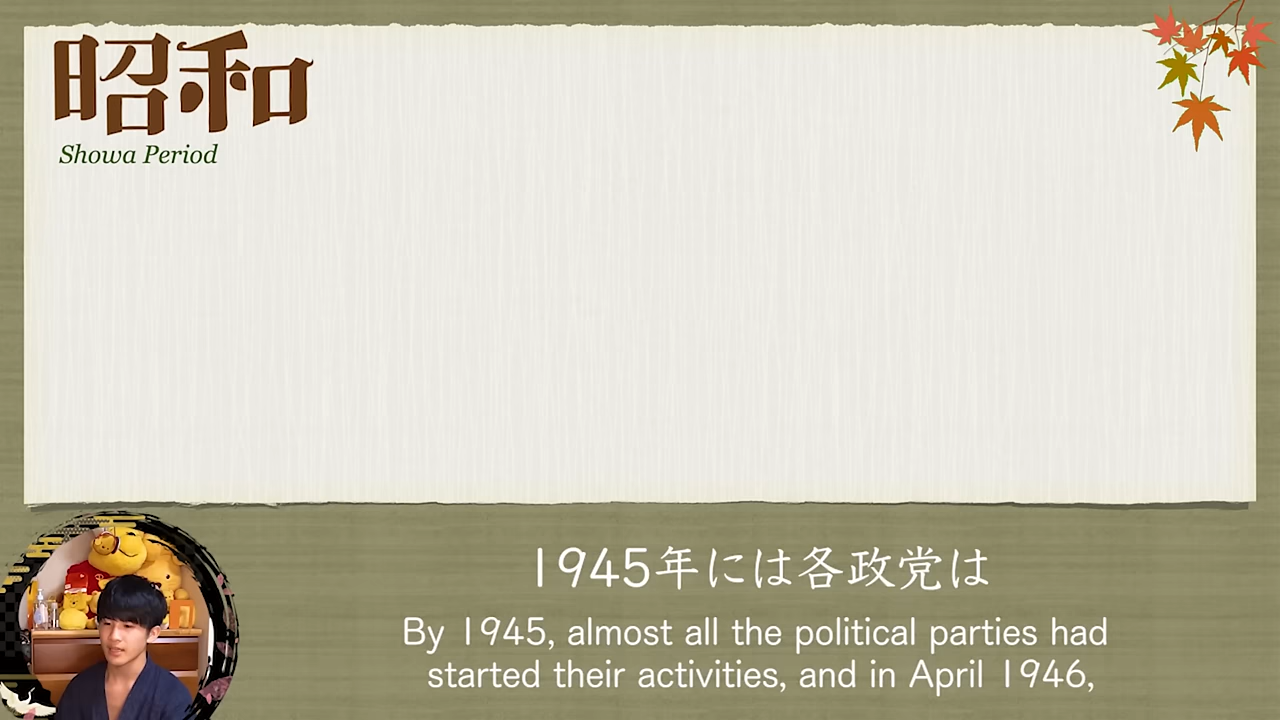 昭和
Showa Period
1945年には各政党は
By 1945, almost all the political parties had
started their activities, and in April 1946,